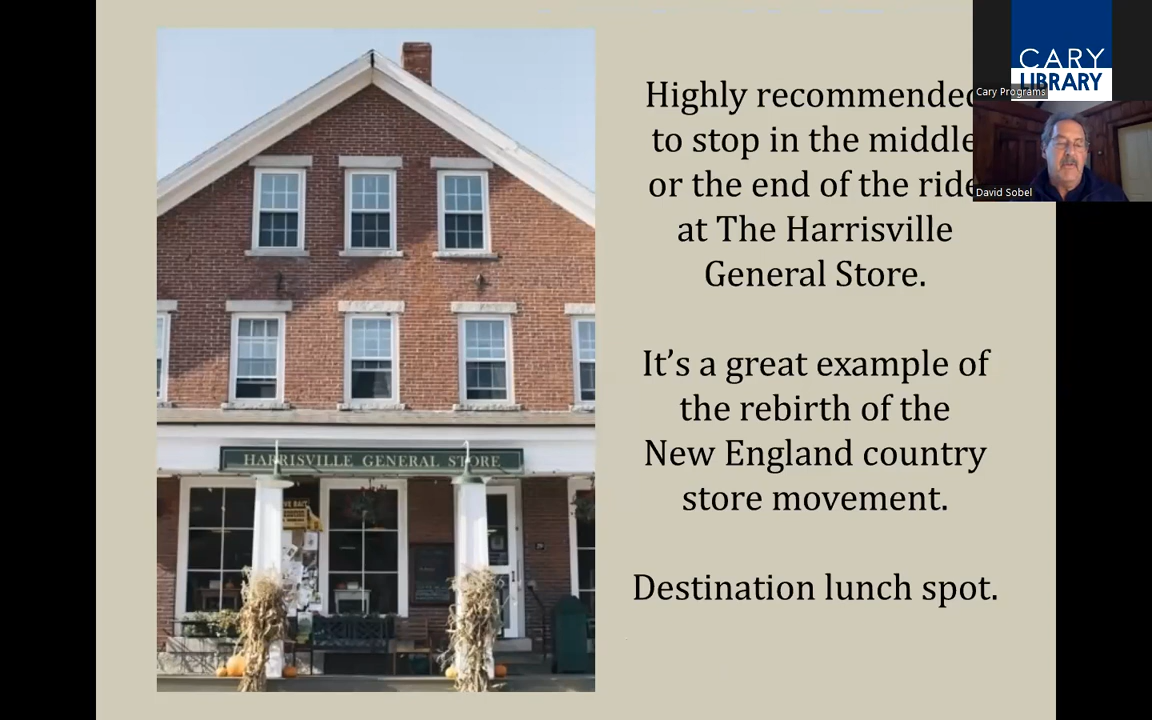 Highly recommended
to stop in the middle
or the end of the ride
at The Harrisville
General Store.
It’s a great example of
the rebirth of the
New England country
store movement.
Destination lunch spot.
HARRISVILLE GENERAL STORE
CARY
LIBRARY
Cary Programs
David Sobel